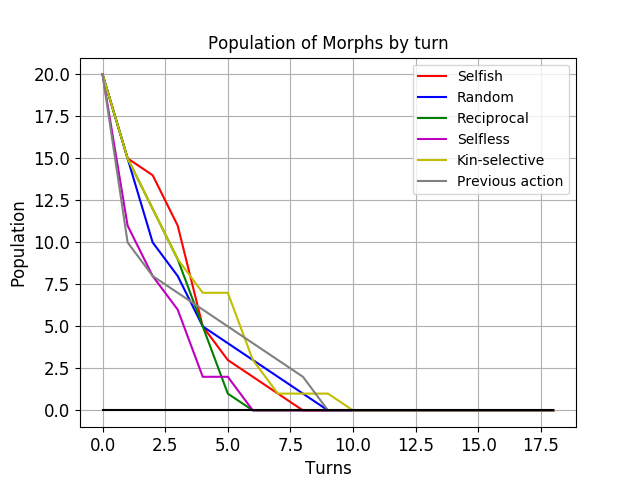 Population of Morphs by turn
20.0
17.5
15.0
12.5
10.0
7.5
5.0
2.5
0.0
Population
Selfish
Random
Reciprocal
Selfless
Kin-selective
Previous action
0.0 2.5 5.0 7.5 10.0 12.5 15.0 17.5
Turns